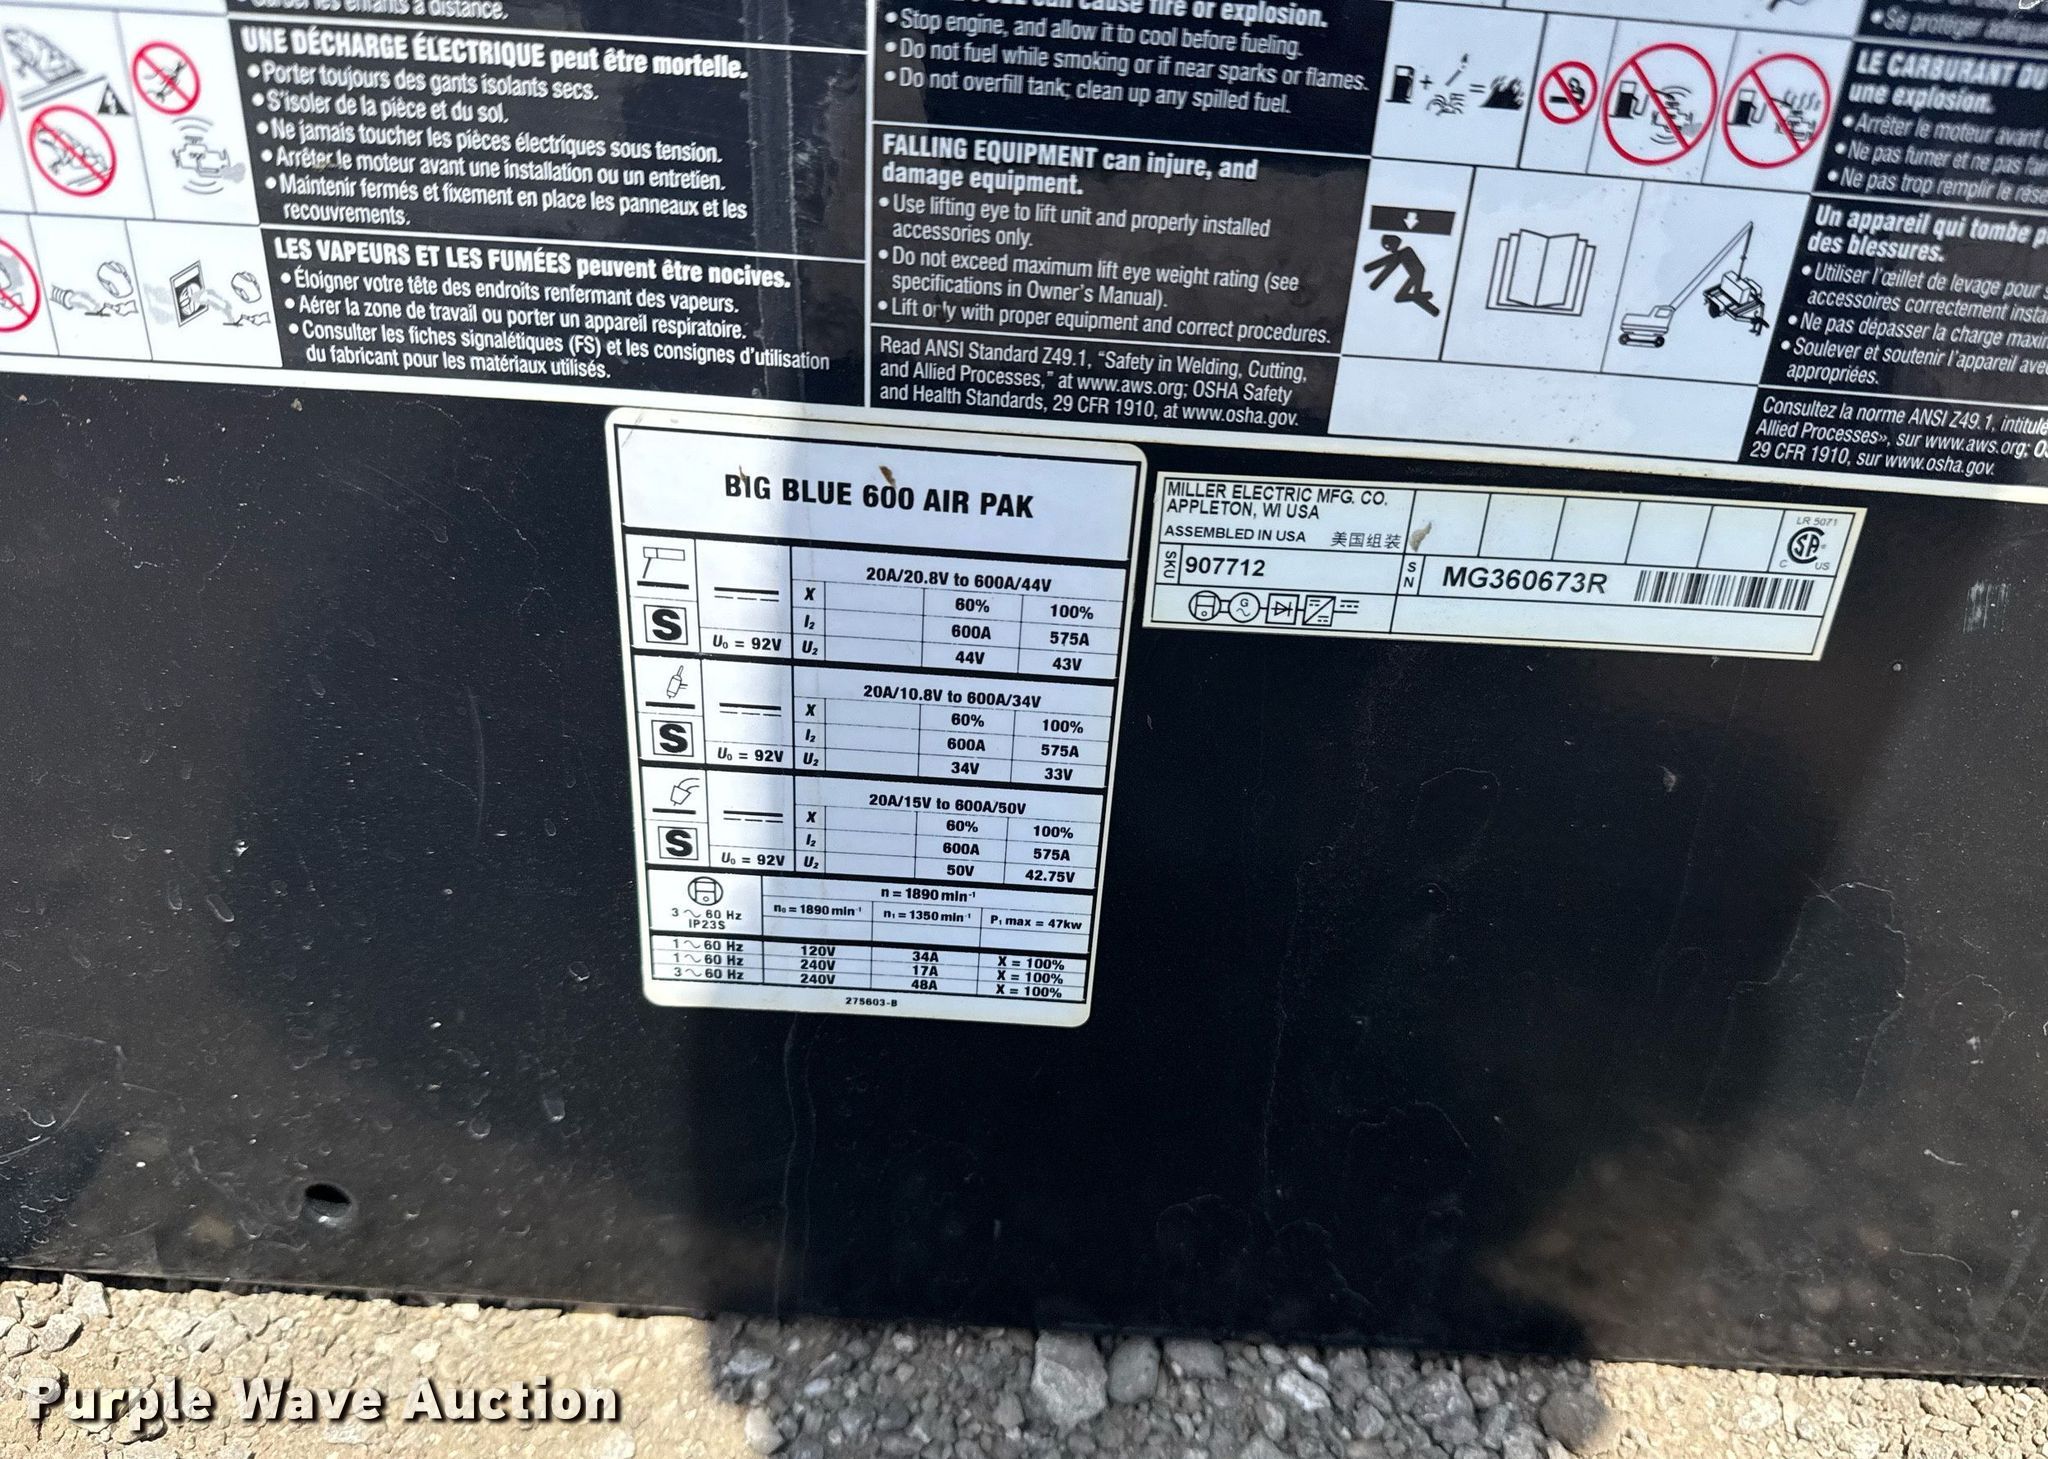 UNE DÉCHARGE ÉLECTRIQUE peut être mortelle.
• Porter toujours des gants isolants secs.
• S'isoler de la pièce et du sol.
• Ne jamais toucher les pièces électriques sous tension.
• Arrêter le moteur avant une installation ou un entretien.
• Maintenir fermés et fixement en place les panneaux et les
recouvrements.
LES VAPEURS ET LES FUMÉES peuvent être nocives.
• Éloigner votre tête des endroits renfermant des vapeurs.
• Aérer la zone de travail ou porter un appareil respiratoire.
• Consulter les fiches signalétiques (FS) et les consignes d'utilisation
du fabricant pour les matériaux utilisés.
can cause fire or explosion.
• Stop engine, and allow it to cool before fueling.
• Do not fuel while smoking or if near sparks or flames.
• Do not overfill tank; clean up any spilled fuel.
FALLING EQUIPMENT can injure, and
damage equipment.
• Use lifting eye to lift unit and properly installed
accessories only.
• Do not exceed maximum lift eye weight rating (see
specifications in Owner's Manual).
• Lift only with proper equipment and correct procedures.
Read ANSI Standard Z49.1, "Safety in Welding, Cutting,
and Allied Processes," at www.aws.org; OSHA Safety
and Health Standards, 29 CFR 1910, at www.osha.gov.
• Se protéger
LE CARBURANT
une explosion.
• Arrêter le moteur avant
• Ne pas fumer et ne pas
• Ne pas trop remplir le
Un appareil qui tombe
des blessures.
• Utiliser l'œillet de levage pour
accessoires correctement
• Ne pas dépasser la charge
• Soulever et soutenir l'appareil
appropriées.
Consultez la norme ANSI Z49.1, intitulé
Allied Processes», sur www.aws.org;
29 CFR 1910, sur www.osha.gov.
BIG BLUE 600 AIR PAK
20A/20.8V to 600A/44V
X 60% 100%
I2 600A 575A
S U0 = 92V U2 44V 43V
20A/10.8V to 600A/34V
X 60% 100%
I2 600A 575A
S U0 = 92V U2 34V 33V
20A/15V to 600A/50V
X 60% 100%
I2 600A 575A
S U0 = 92V U2 50V 42.75V
n = 1890 min-1
3 ~ 60 Hz n0 = 1890 min-1 n1 = 1350 min-1 P1 max = 47kw
IP23S
1 ~ 60 Hz 120V 34A X = 100%
1 ~ 60 Hz 240V 17A X = 100%
3 ~ 60 Hz 240V 48A X = 100%
275603-B
MILLER ELECTRIC MFG. CO.
APPLETON, WI USA
ASSEMBLED IN USA 美国组装
LR 5071
CSA
C US
SKU 907712
SN MG360673R
G
Purple Wave Auction